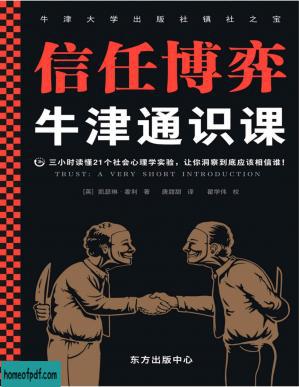 牛津大学出版社镇社之宝
信任博弈
牛津通识课
三小时读懂21个社会心理学实验，让你洞察到底应该相信谁！
TRUST: A VERY SHORT INTRODUCTION
[英] 凯瑟琳·霍利 著 唐甜甜 译 翟学伟 校
东方出版中心
homeofpdf.com